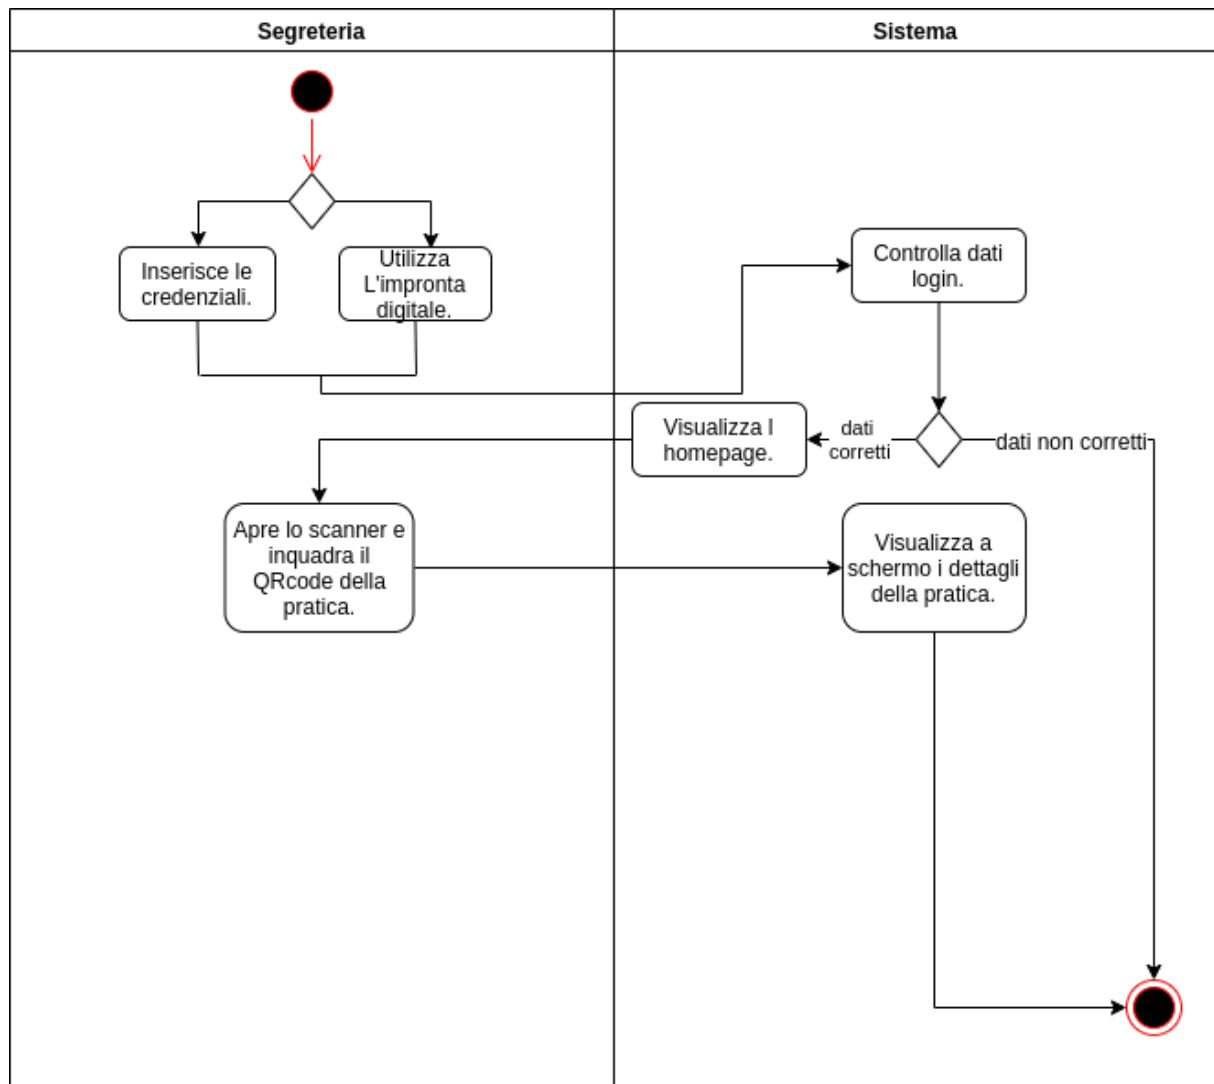 Segreteria
Sistema
Inserisce le
credenziali.
Utilizza
L'impronta
digitale.
Controlla dati
login.
Visualizza l
homepage.
dati
corretti
dati non corretti
Apre lo scanner e
inquadra il
QRcode della
pratica.
Visualizza a
schermo i dettagli
della pratica.